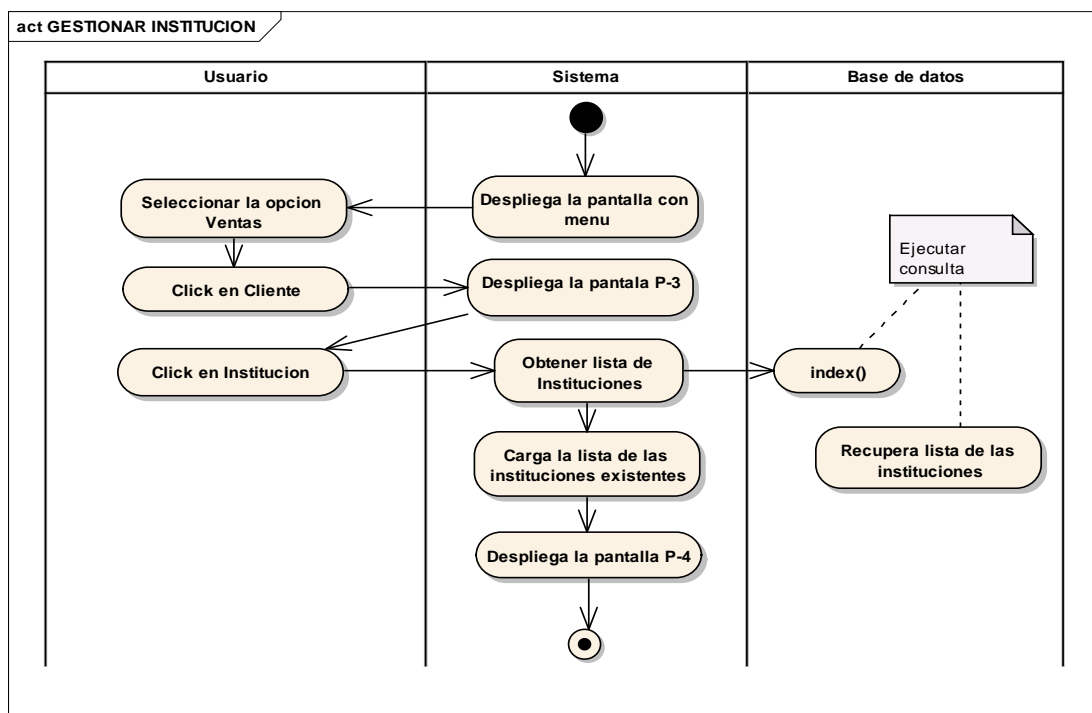 act GESTIONAR INSTITUCION
Usuario
Sistema
Base de datos
Despliega la pantalla con
menu
Seleccionar la opcion
Ventas
Click en Cliente
Despliega la pantala P-3
Ejecutar
consulta
Click en Institucion
Obtener lista de
Instituciones
index()
Carga la lista de las
instituciones existentes
Recupera lista de las
instituciones
Despliega la pantalla P-4